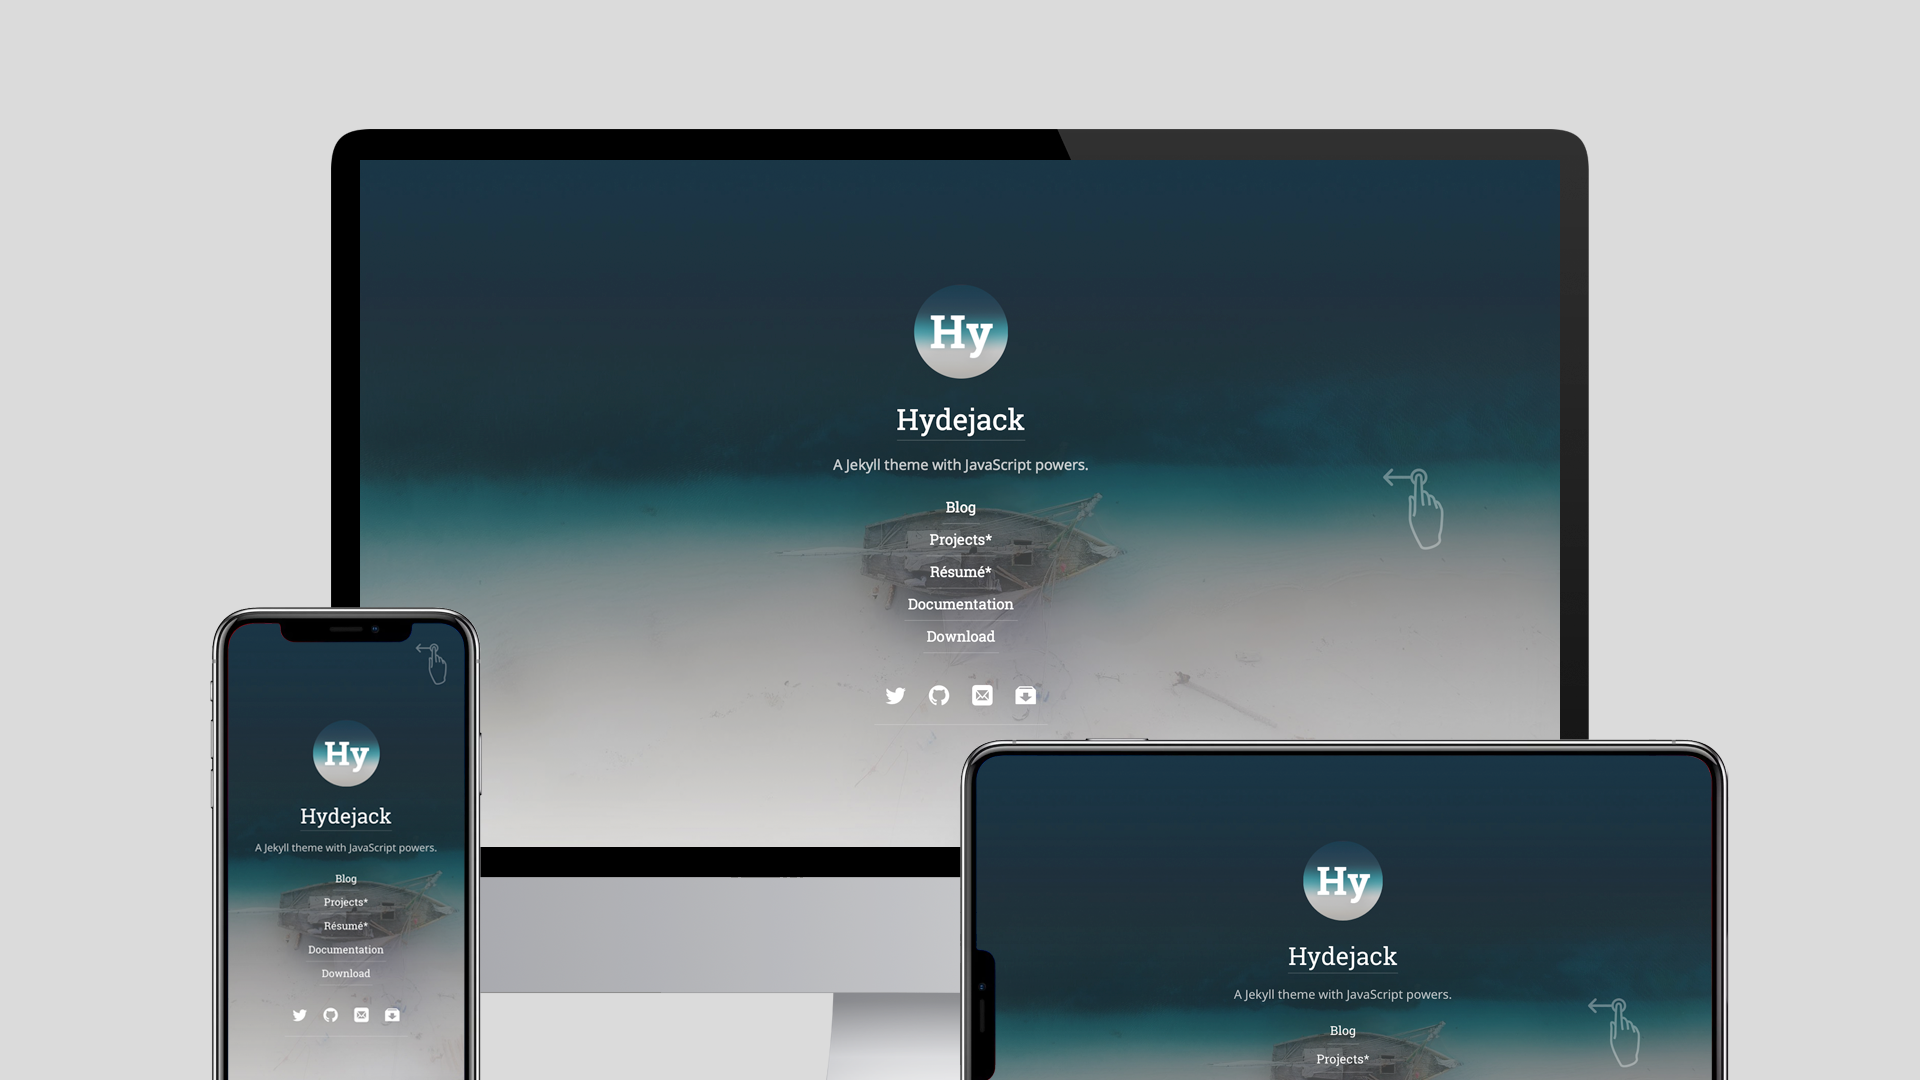 Hy
Hydejack
A Jekyll theme with JavaScript powers.
Blog
Projects*
Résumé*
Documentation
Download
Hy
Hydejack
A Jekyll theme with JavaScript powers.
Blog
Projects*
Résumé*
Documentation
Download
Hy
Hydejack
A Jekyll theme with JavaScript powers.
Blog
Projects*